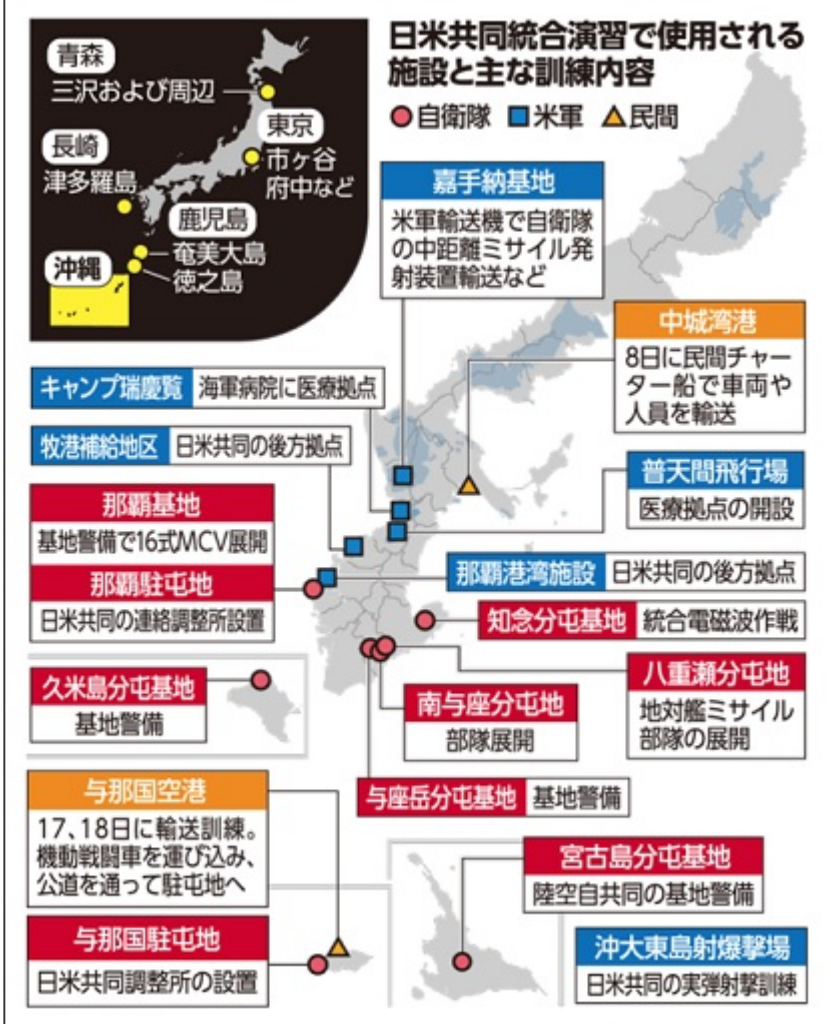 日米共同統合演習で使用される
施設と主な訓練内容
自衛隊 米軍 民間
青森
三沢および周辺
東京
市ヶ谷
府中など
長崎
津多羅島
鹿児島
奄美大島
徳之島
沖縄
嘉手納基地
米軍輸送機で自衛隊
の中距離ミサイル発
射装置輸送など
中城湾港
8日に民間チャー
ター船で車両や
人員を輸送
キャンプ瑞慶覧 海軍病院に医療拠点
牧港補給地区 日米共同の後方拠点
普天間飛行場
医療拠点の開設
那覇基地
基地警備で16式MCV展開
那覇駐屯地
日米共同の連絡調整所設置
那覇港湾施設 日米共同の後方拠点
知念分屯基地 統合電磁波作戦
久米島分屯基地
基地警備
南与座分屯地
部隊展開
八重瀬分屯地
地対艦ミサイル
部隊の展開
与座岳分屯基地 基地警備
与那国空港
17、18日に輸送訓練。
機動戦闘車を運び込み、
公道を通って駐屯地へ
与那国駐屯地
日米共同調整所の設置
宮古島分屯基地
陸空自共同の基地警備
沖大東島射爆撃場
日米共同の実弾射撃訓練